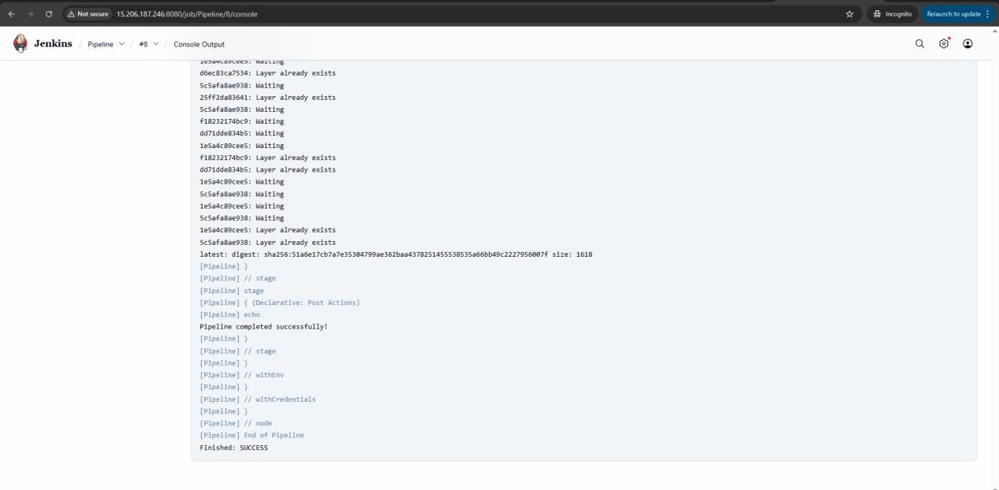 Not secure 15.206.187.246:8080/job/Pipeline/8/console Incognito Relaunch to update
Jenkins / Pipeline / #8 / Console Output
1e5a4c89cee5: Waiting
d6ec83ca7534: Layer already exists
5c5afa8ae938: Waiting
25ff2da83641: Layer already exists
5c5afa8ae938: Waiting
f18232174bc9: Waiting
dd71dde834b5: Waiting
1e5a4c89cee5: Waiting
f18232174bc9: Layer already exists
dd71dde834b5: Layer already exists
1e5a4c89cee5: Waiting
5c5afa8ae938: Waiting
1e5a4c89cee5: Waiting
5c5afa8ae938: Waiting
1e5a4c89cee5: Layer already exists
5c5afa8ae938: Layer already exists
latest: digest: sha256:51a6e17cb7a7e35304799ae362baa4378251455538535a66bb49c2227956007f size: 1618
[Pipeline] }
[Pipeline] // stage
[Pipeline] stage
[Pipeline] { (Declarative: Post Actions)
[Pipeline] echo
Pipeline completed successfully!
[Pipeline] }
[Pipeline] // stage
[Pipeline] }
[Pipeline] // withEnv
[Pipeline] }
[Pipeline] // withCredentials
[Pipeline] }
[Pipeline] // node
[Pipeline] End of Pipeline
Finished: SUCCESS